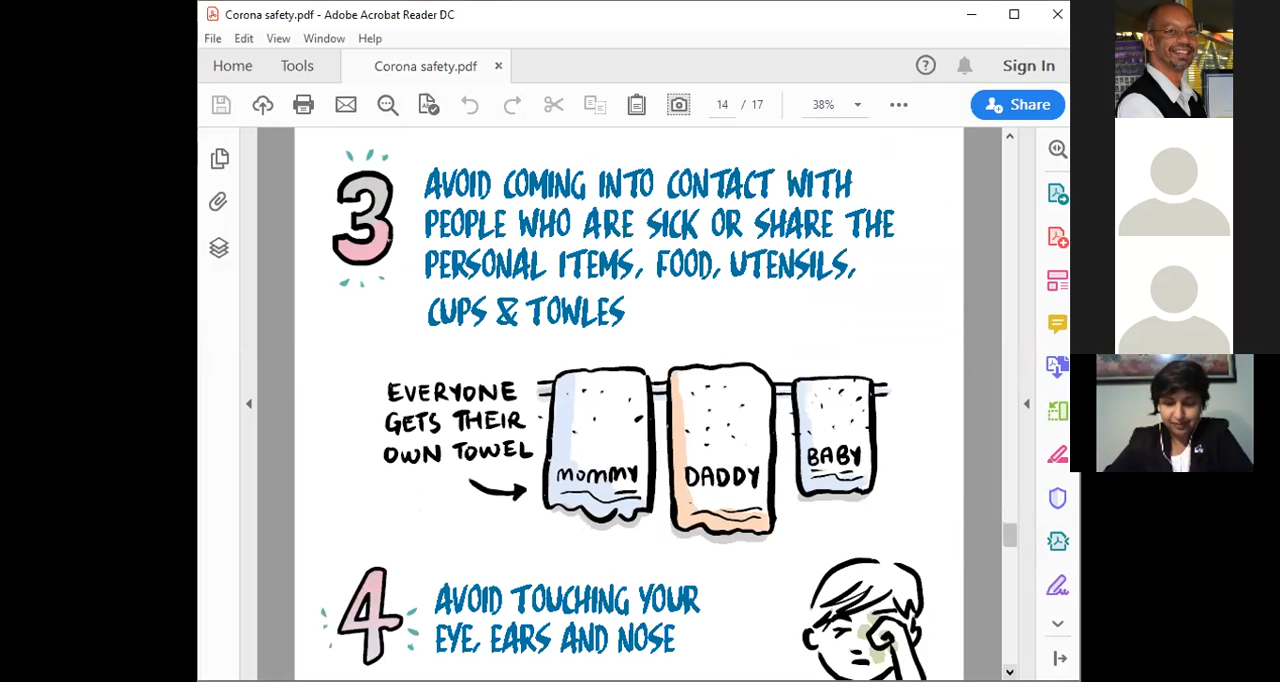 Corona safety.pdf - Adobe Acrobat Reader DC
File Edit View Window Help
Home Tools Corona safety.pdf × Sign In
14 / 17 38% Share
3 AVOID COMING INTO CONTACT WITH
PEOPLE WHO ARE SICK OR SHARE THE
PERSONAL ITEMS, FOOD, UTENSILS,
CUPS & TOWLES
EVERYONE
GETS THEIR
OWN TOWEL
MOMMY DADDY BABY
4 AVOID TOUCHING YOUR
EYE, EARS AND NOSE